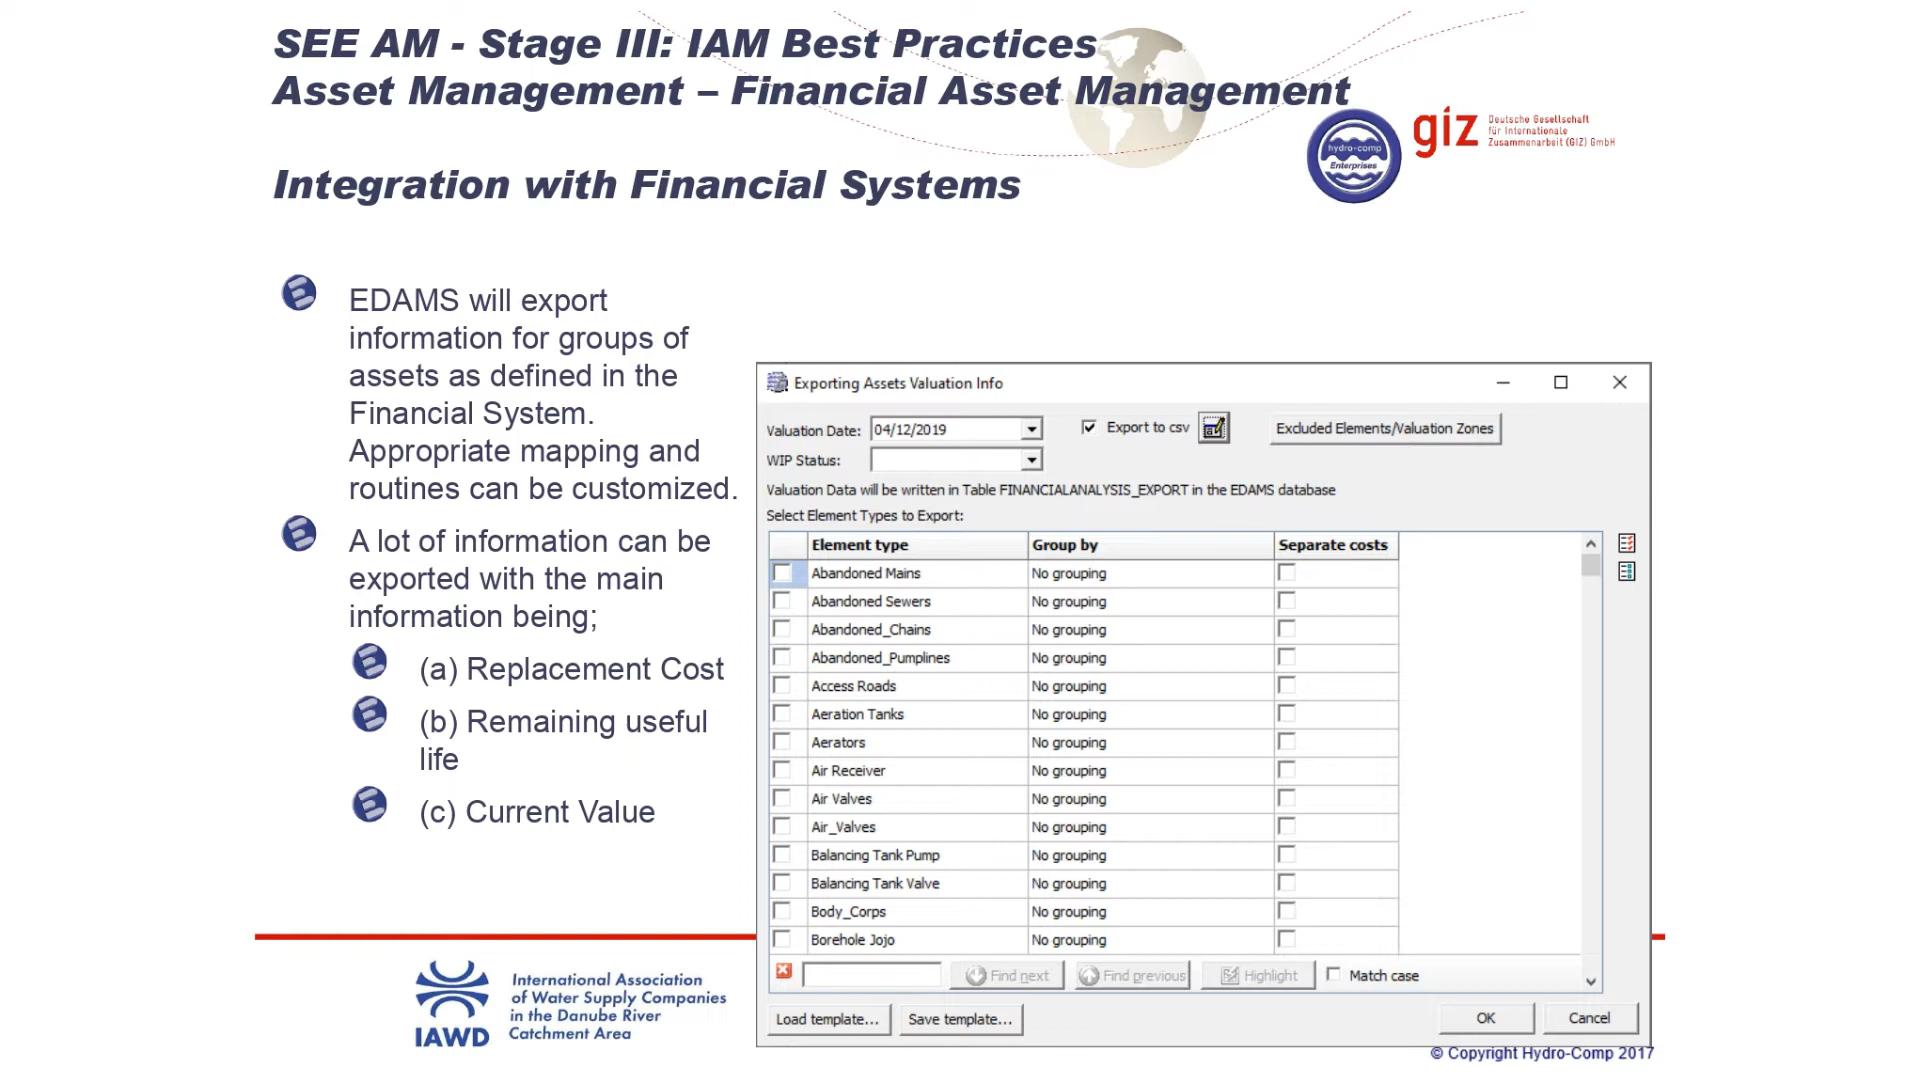 SEE AM - Stage III: IAM Best Practices
Asset Management – Financial Asset Management
Integration with Financial Systems
hydro-comp
Enterprises
giz
Deutsche Gesellschaft
für Internationale
Zusammenarbeit (GIZ) GmbH
EDAMS will export
information for groups of
assets as defined in the
Financial System.
Appropriate mapping and
routines can be customized.
A lot of information can be
exported with the main
information being;
(a) Replacement Cost
(b) Remaining useful
life
(c) Current Value
Exporting Assets Valuation Info
Valuation Date: 04/12/2019 Export to csv Excluded Elements/Valuation Zones
WIP Status:
Valuation Data will be written in Table FINANCIALANALYSIS_EXPORT in the EDAMS database
Select Element Types to Export:
Element type Group by Separate costs
Abandoned Mains No grouping
Abandoned Sewers No grouping
Abandoned_Chains No grouping
Abandoned_Pumplines No grouping
Access Roads No grouping
Aeration Tanks No grouping
Aerators No grouping
Air Receiver No grouping
Air Valves No grouping
Air_Valves No grouping
Balancing Tank Pump No grouping
Balancing Tank Valve No grouping
Body_Corps No grouping
Borehole Jojo No grouping
Find next Find previous Highlight Match case
Load template... Save template... OK Cancel
IAWD
International Association
of Water Supply Companies
in the Danube River
Catchment Area
© Copyright Hydro-Comp 2017